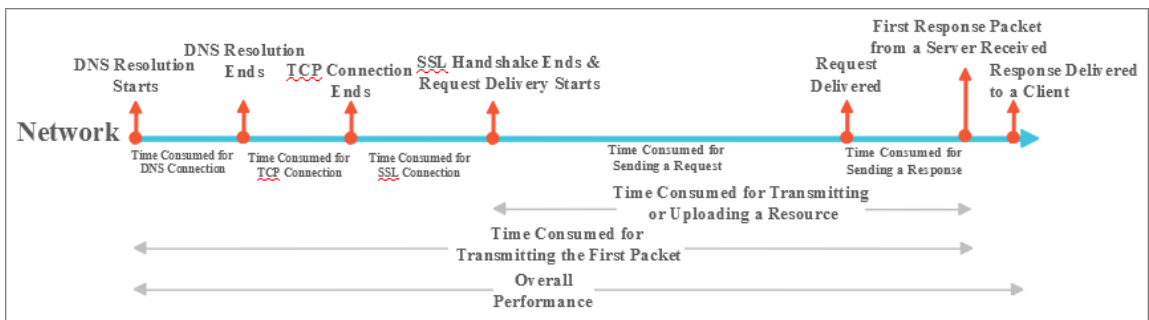 DNS Resolution
Starts
DNS Resolution
Ends
TCP Connection
Ends
SSL Handshake Ends &
Request Delivery Starts
Request
Delivered
First Response Packet
from a Server Received
Response Delivered
to a Client
Network
Time Consumed for
DNS Connection
Time Consumed for
TCP Connection
Time Consumed for
SSL Connection
Time Consumed for
Sending a Request
Time Consumed for
Sending a Response
Time Consumed for Transmitting
or Uploading a Resource
Time Consumed for
Transmitting the First Packet
Overall
Performance